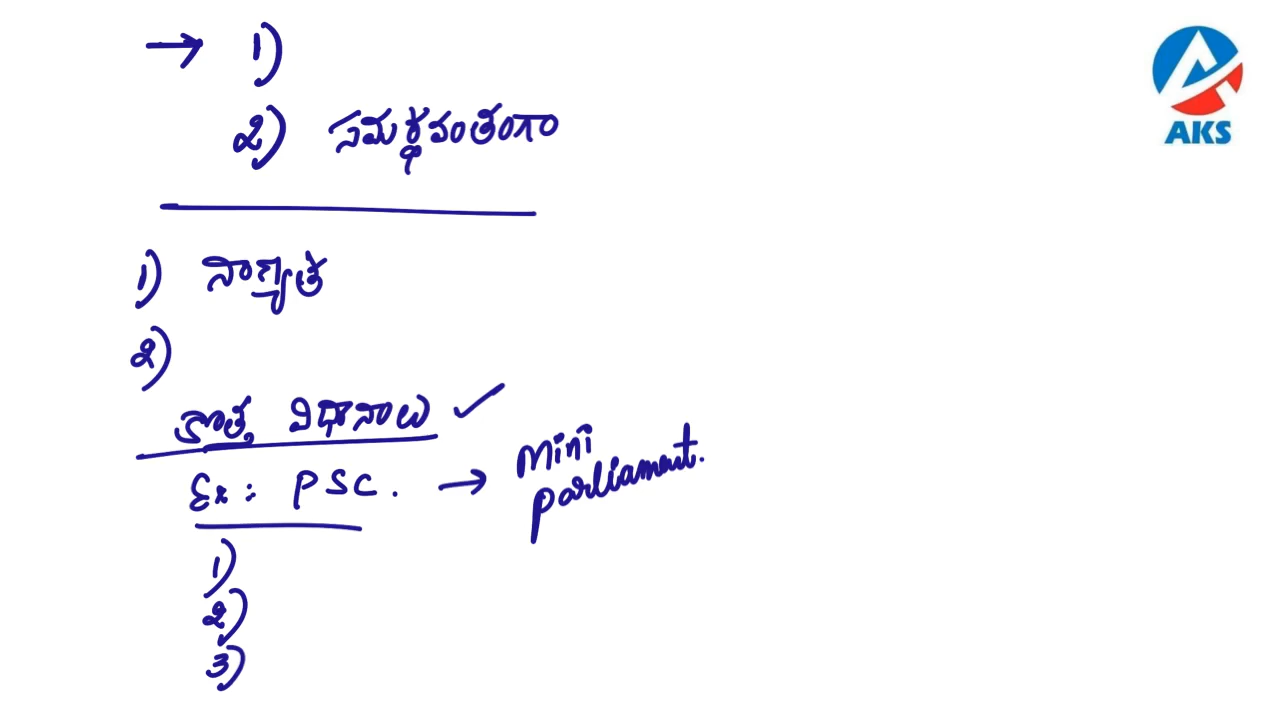 → 1)
AKS
2) సమర్థవంతంగా
1)
2)
కొత్త విధానాలు ✓
Ex: PSC. → Mini parliament.
1)
2)
3)